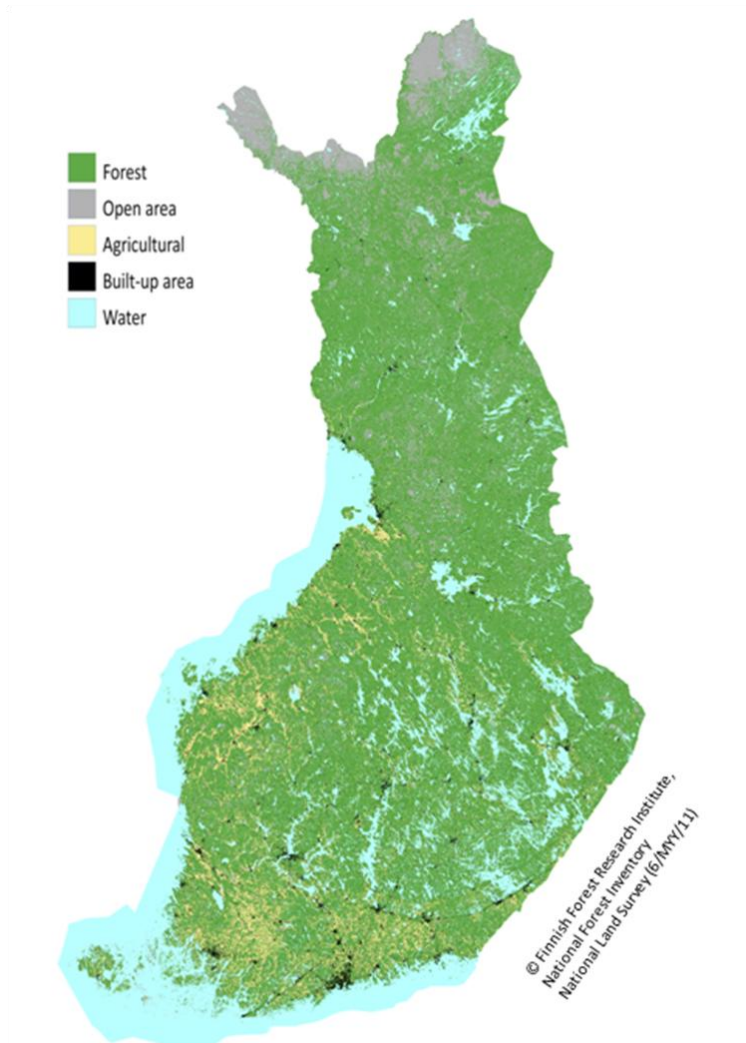 Forest
Open area
Agricultural
Built-up area
Water
© Finnish Forest Research Institute,
National Forest Inventory
National Land Survey (6/MYY/11)